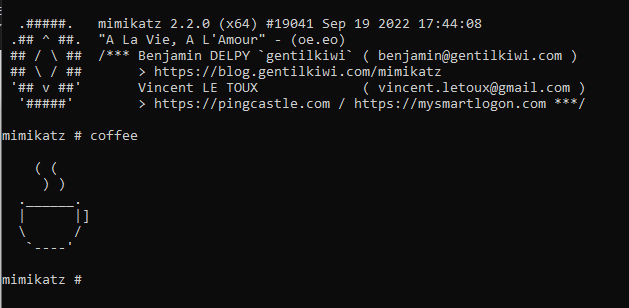 .#####.   mimikatz 2.2.0 (x64) #19041 Sep 19 2022 17:44:08
 .## ^ ##.  "A La Vie, A L'Amour" - (oe.eo)
 ## / \ ##  /*** Benjamin DELPY `gentilkiwi` ( benjamin@gentilkiwi.com )
 ## \ / ##       > https://blog.gentilkiwi.com/mimikatz
 '## v ##'       Vincent LE TOUX             ( vincent.letoux@gmail.com )
  '#####'        > https://pingcastle.com / https://mysmartlogon.com ***/
mimikatz # coffee
    ( (
     ) )
  .______.
  |      |]
  \      /
   `----'
mimikatz #